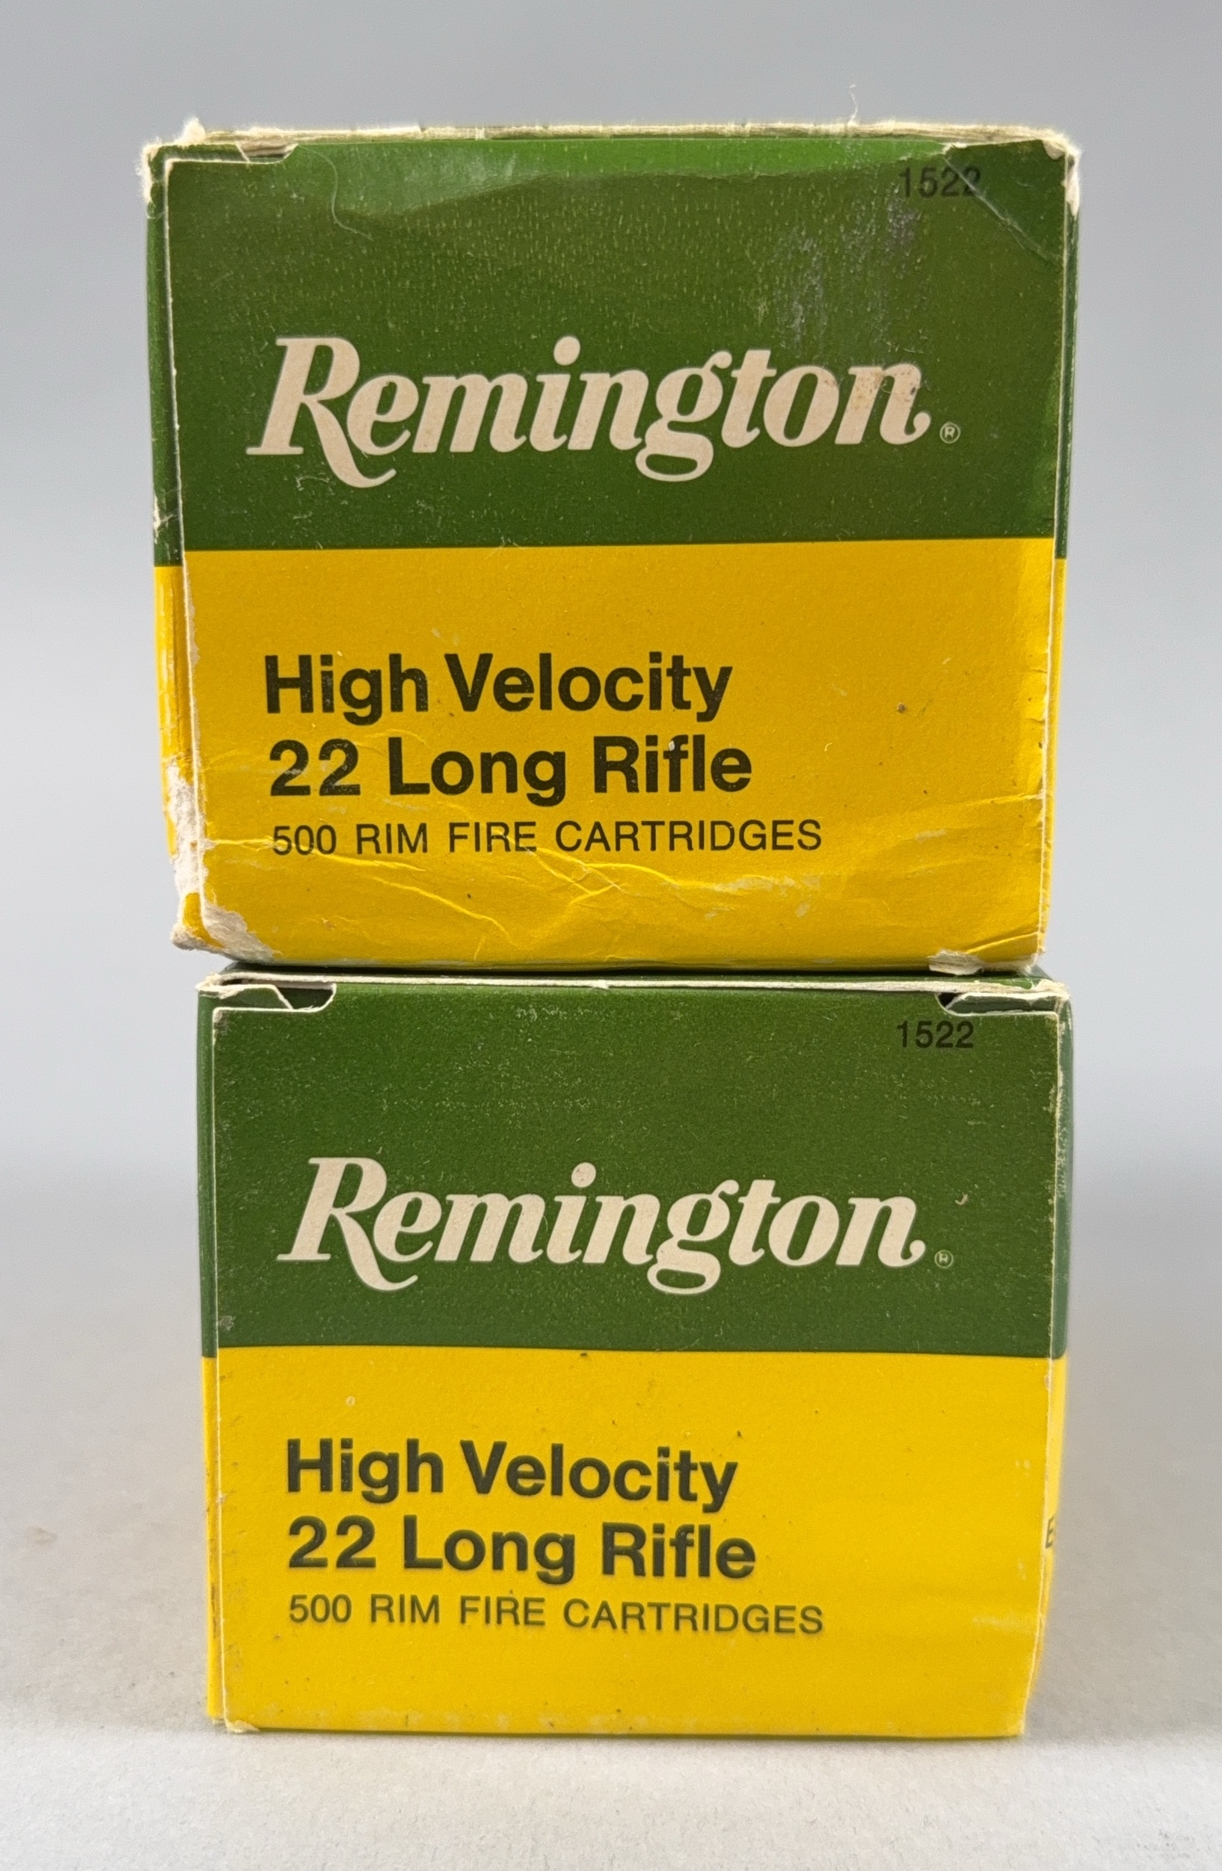 1522
Remington®
High Velocity
22 Long Rifle
500 RIM FIRE CARTRIDGES
1522
Remington®
High Velocity
22 Long Rifle
500 RIM FIRE CARTRIDGES